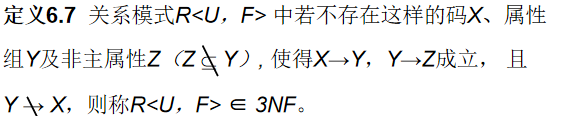 定义6.7 关系模式R<U，F> 中若不存在这样的码X、属性
组Y及非主属性Z（Z ⊈ Y）, 使得X→Y，Y→Z成立， 且
Y ↛ X，则称R<U，F> ∈ 3NF。